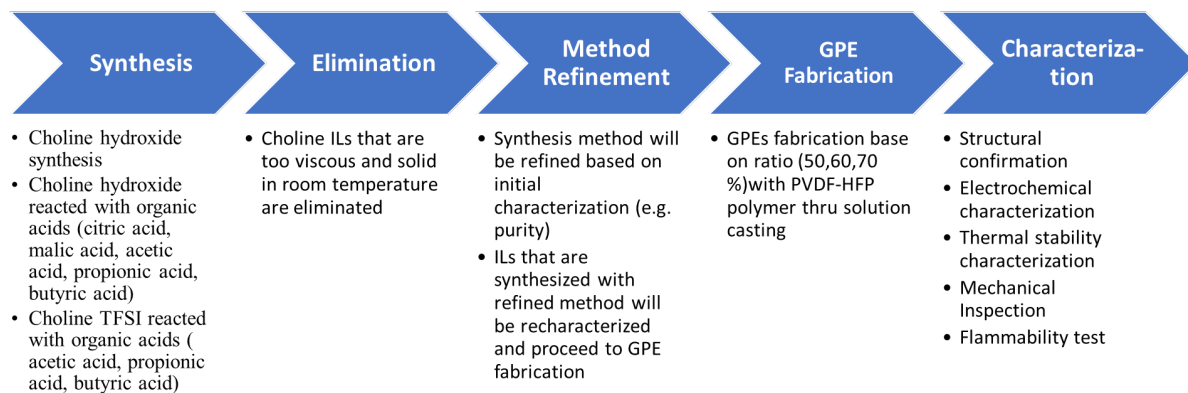 Synthesis
• Choline hydroxide
synthesis
• Choline hydroxide
reacted with organic
acids (citric acid,
malic acid, acetic
acid, propionic acid,
butyric acid)
• Choline TFSI reacted
with organic acids (
acetic acid, propionic
acid, butyric acid)
Elimination
• Choline ILs that are
too viscous and solid
in room temperature
are eliminated
Method
Refinement
• Synthesis method will
be refined based on
initial
characterization (e.g.
purity)
• ILs that are
synthesized with
refined method will
be recharacterized
and proceed to GPE
fabrication
GPE
Fabrication
• GPEs fabrication base
on ratio (50,60,70
%)with PVDF-HFP
polymer thru solution
casting
Characteriza-
tion
• Structural
confirmation
• Electrochemical
characterization
• Thermal stability
characterization
• Mechanical
Inspection
• Flammability test